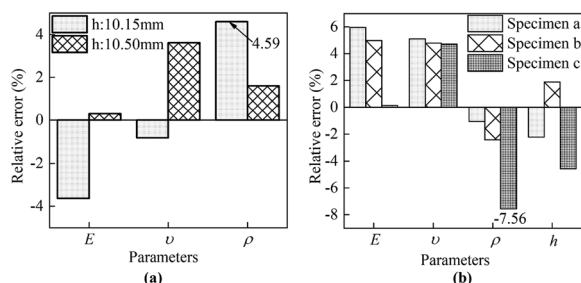 h:10.15mm
h:10.50mm
4.59
Relative error (%)
4
2
0
-2
-4
E
υ
ρ
Parameters
(a)
Specimen a
Specimen b
Specimen c
Relative error (%)
6
4
2
0
-2
-4
-6
-8
-7.56
E
υ
ρ
h
Parameters
(b)